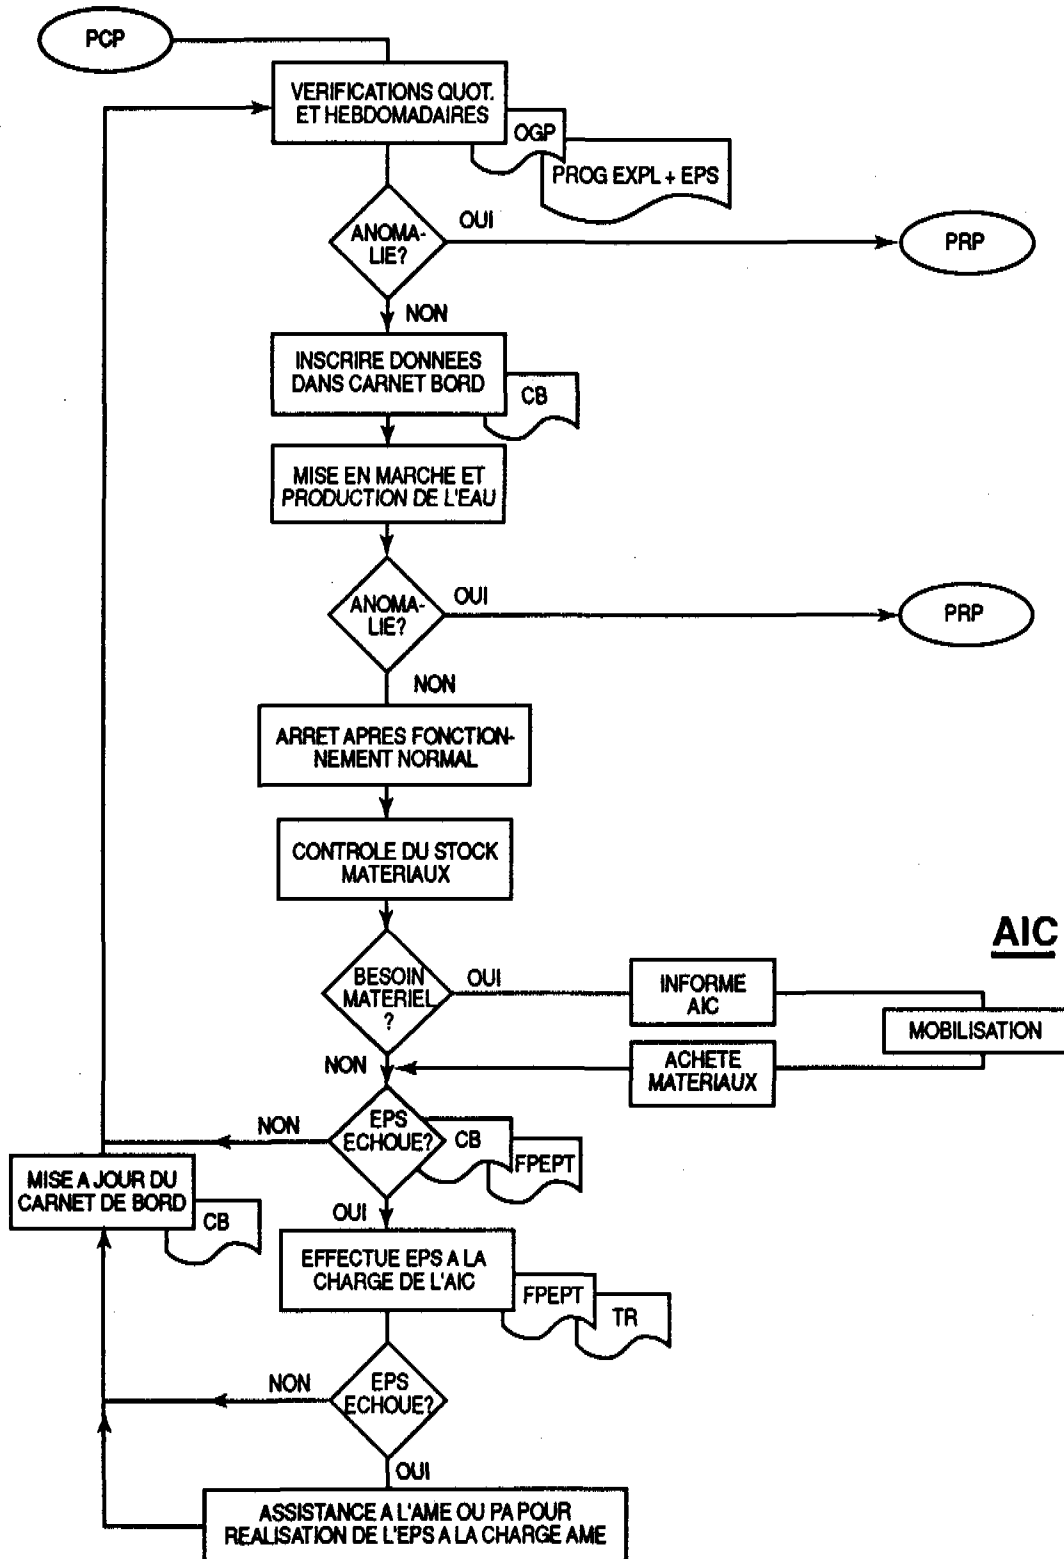 PCP
VERIFICATIONS QUOT.
ET HEBDOMADAIRES
OGP
PROG EXPL + EPS
ANOMA-
LIE?
OUI
PRP
NON
INSCRIRE DONNEES
DANS CARNET BORD
CB
MISE EN MARCHE ET
PRODUCTION DE L'EAU
ANOMA-
LIE?
OUI
PRP
NON
ARRET APRES FONCTION-
NEMENT NORMAL
CONTROLE DU STOCK
MATERIAUX
AIC
BESOIN
MATERIEL
?
OUI
INFORME
AIC
MOBILISATION
ACHETE
MATERIAUX
NON
EPS
ECHOUE?
CB
FPEPT
NON
MISE A JOUR DU
CARNET DE BORD
CB
OUI
EFFECTUE EPS A LA
CHARGE DE L'AIC
FPEPT
TR
EPS
ECHOUE?
NON
OUI
ASSISTANCE A L'AME OU PA POUR
REALISATION DE L'EPS A LA CHARGE AME